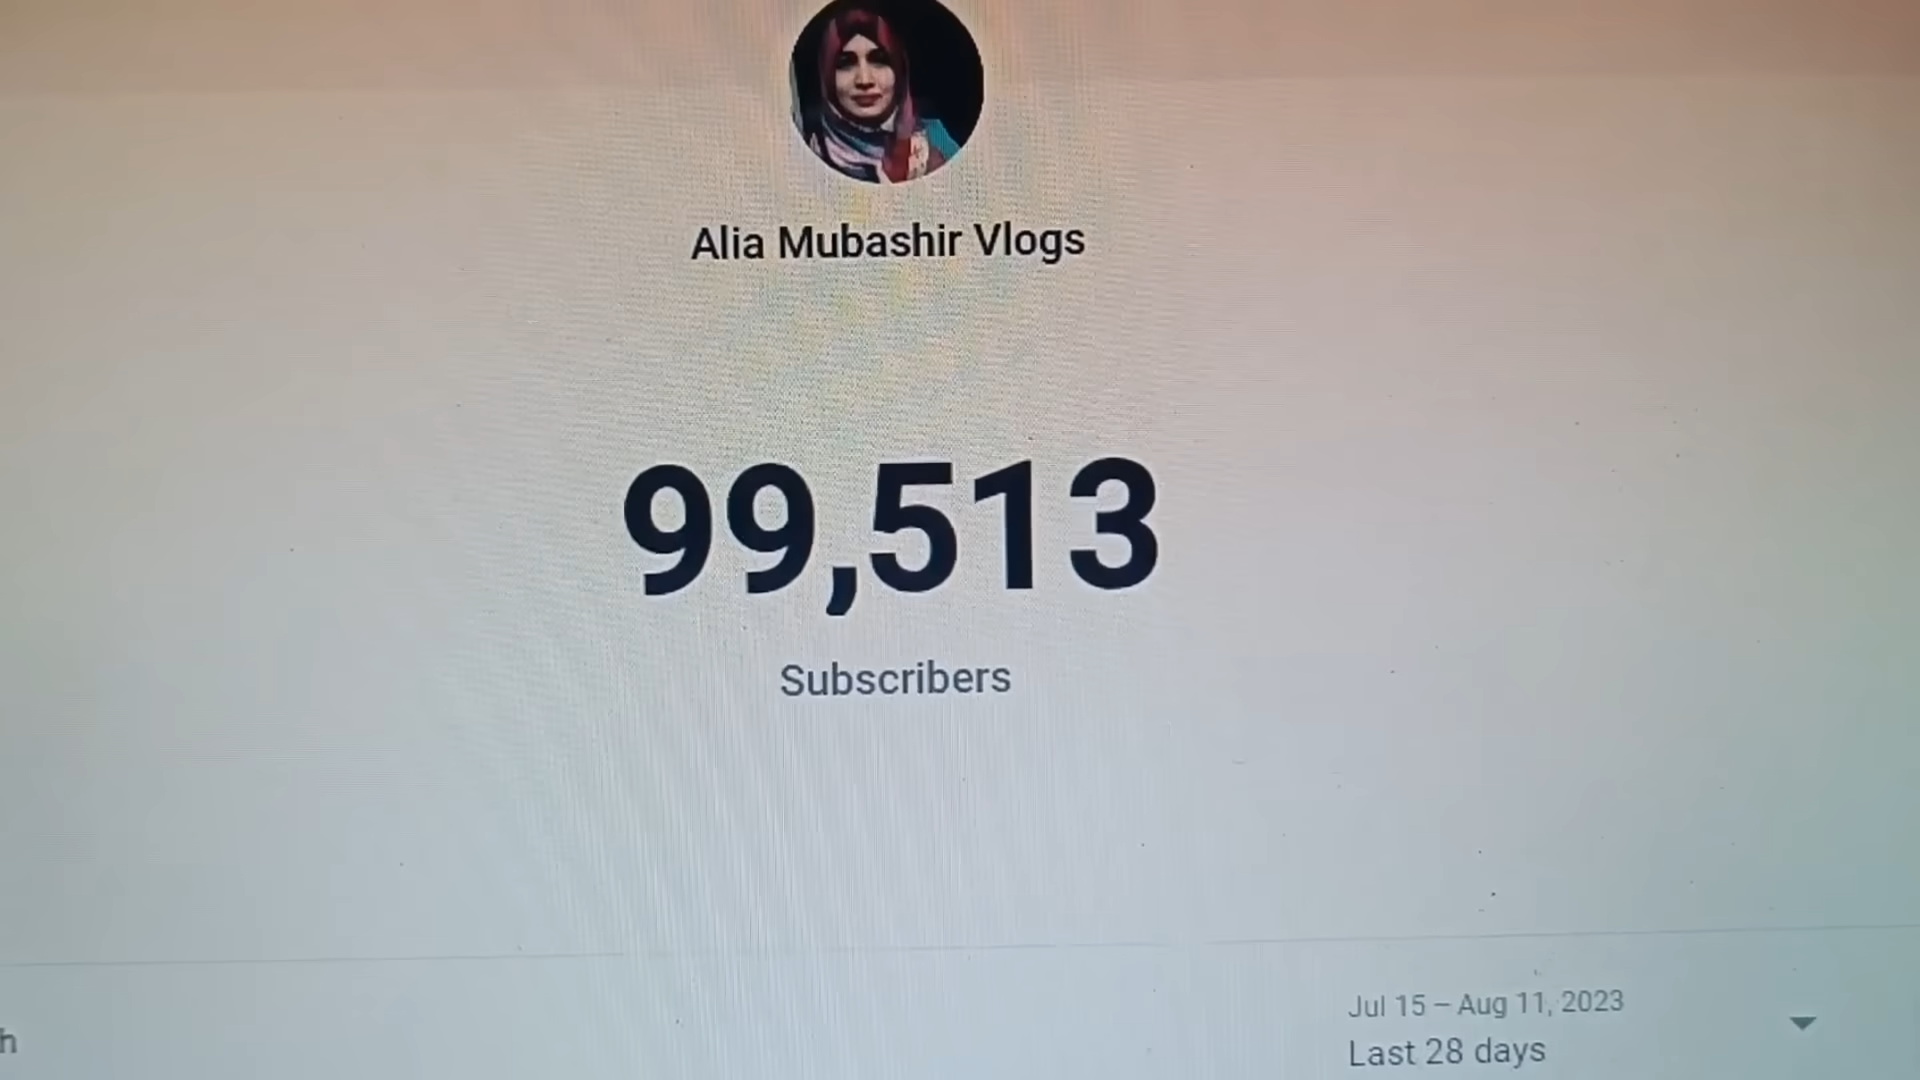 Alia Mubashir Vlogs
99,513
Subscribers
Jul 15 – Aug 11, 2023
Last 28 days